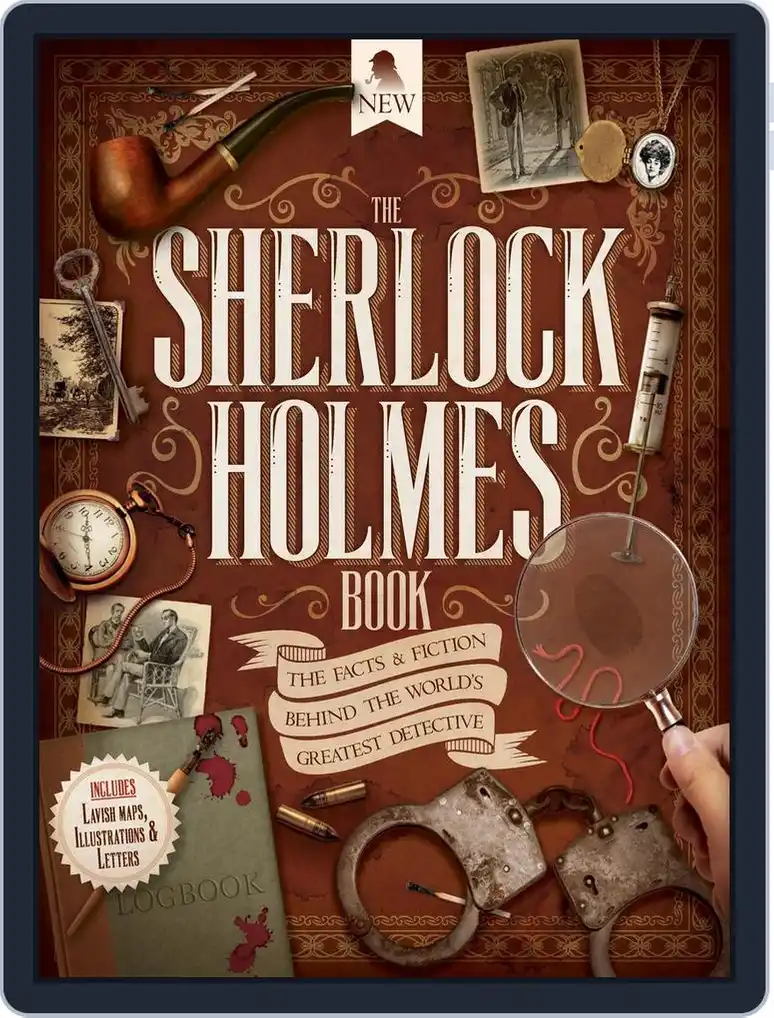 NEW
THE
SHERLOCK
HOLMES
BOOK
THE FACTS & FICTION
BEHIND THE WORLD'S
GREATEST DETECTIVE
INCLUDES
LAVISH MAPS,
ILLUSTRATIONS &
LETTERS
LOGBOOK